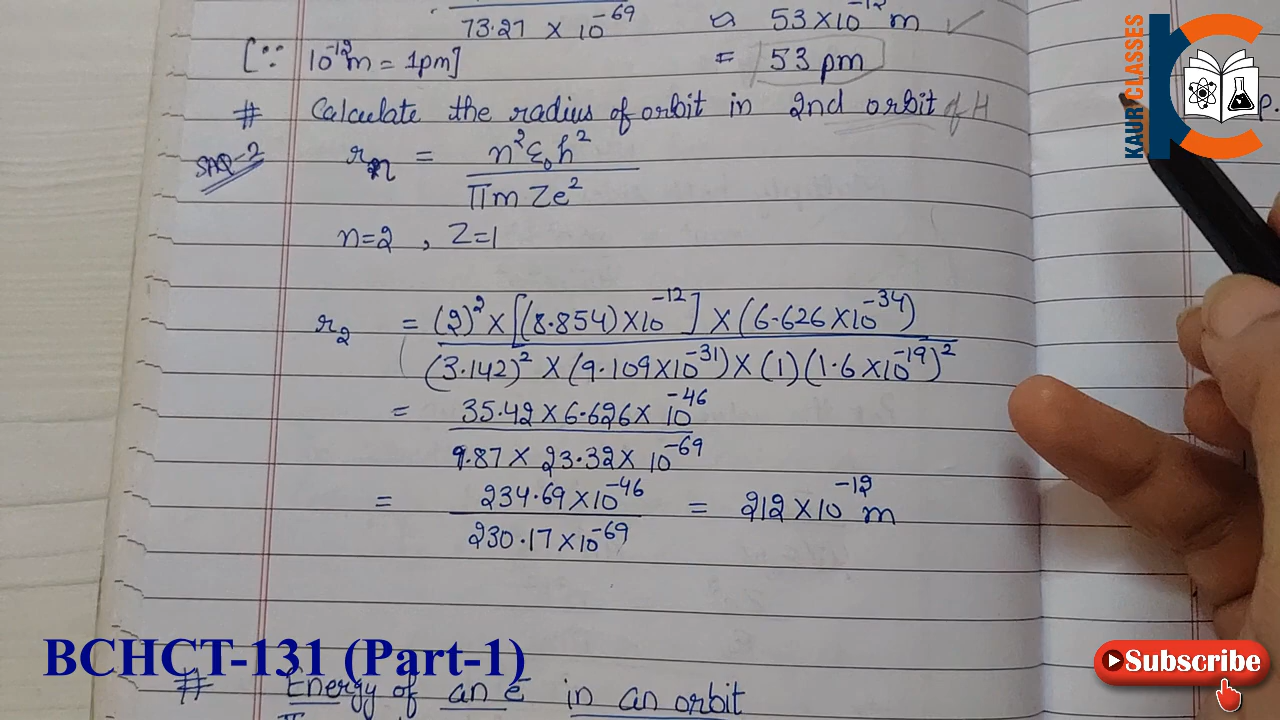 73.27 × 10⁻⁶⁹ ≈ 53×10⁻¹² m ✓
[∵ 10⁻¹²m = 1pm] = 53 pm
# Calculate the radius of orbit in 2nd orbit of H
SAQ-2 rₙ = n²ε₀h² / πmZe²
n=2 , Z=1
r₂ = (2)² × [(8.854)×10⁻¹²] × (6.626×10⁻³⁴)
(3.142)² × (9.109×10⁻³¹) × (1) (1.6×10⁻¹⁹)²
= 35.42×6.626× 10⁻⁴⁶
9.87 × 23.32× 10⁻⁶⁹
= 234.69×10⁻⁴⁶ = 212×10⁻¹² m
230.17×10⁻⁶⁹
BCHCT-131 (Part-1)
# Energy of an e⁻ in an orbit
KAUR CLASSES
KC
p.
Subscribe